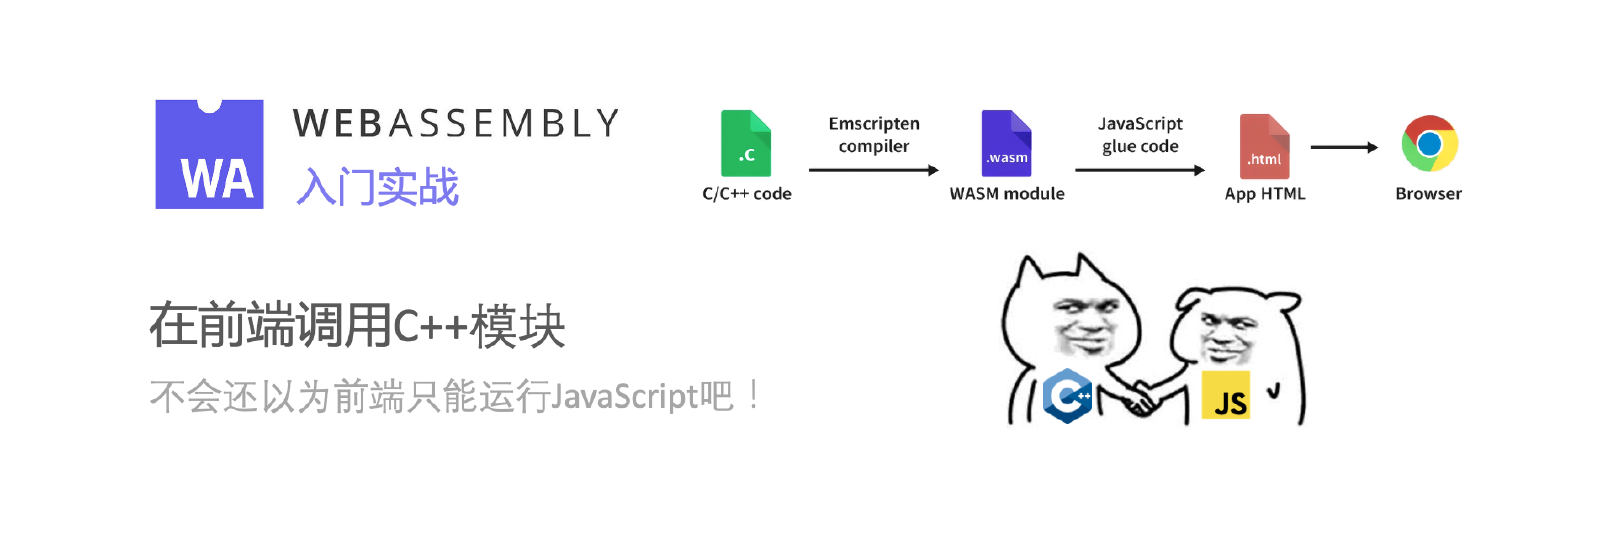 WA
WEBASSEMBLY
入门实战
.c
C/C++ code
Emscripten
compiler
.wasm
WASM module
JavaScript
glue code
.html
App HTML
Browser
在前端调用C++模块
不会还以为前端只能运行JavaScript吧！
C++
JS